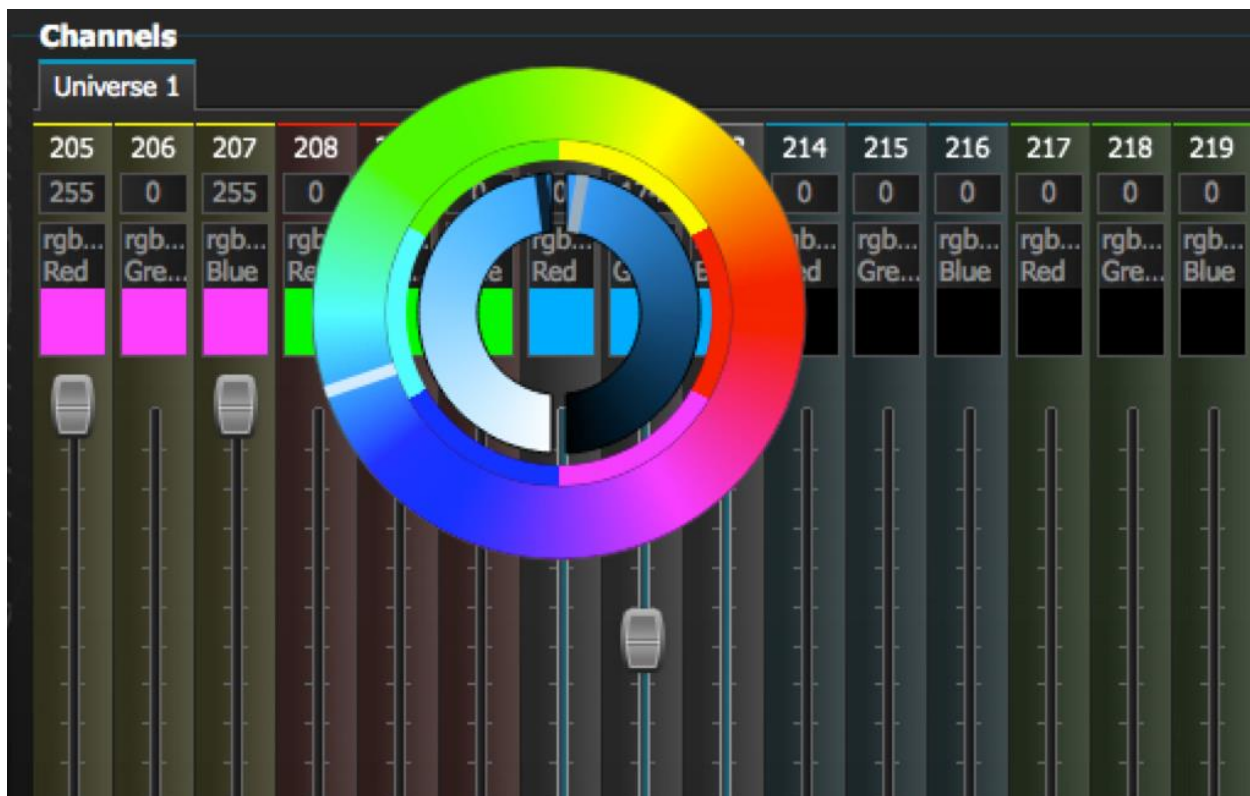 Channels
Universe 1
205 206 207 208 214 215 216 217 218 219
255 0 255 0 0 0 0 0 0 0
rgb... rgb... rgb... rgb... rgb... rgb... rgb... rgb... rgb...
Red Gre... Blue Red Gre... Blue Red Gre... Blue